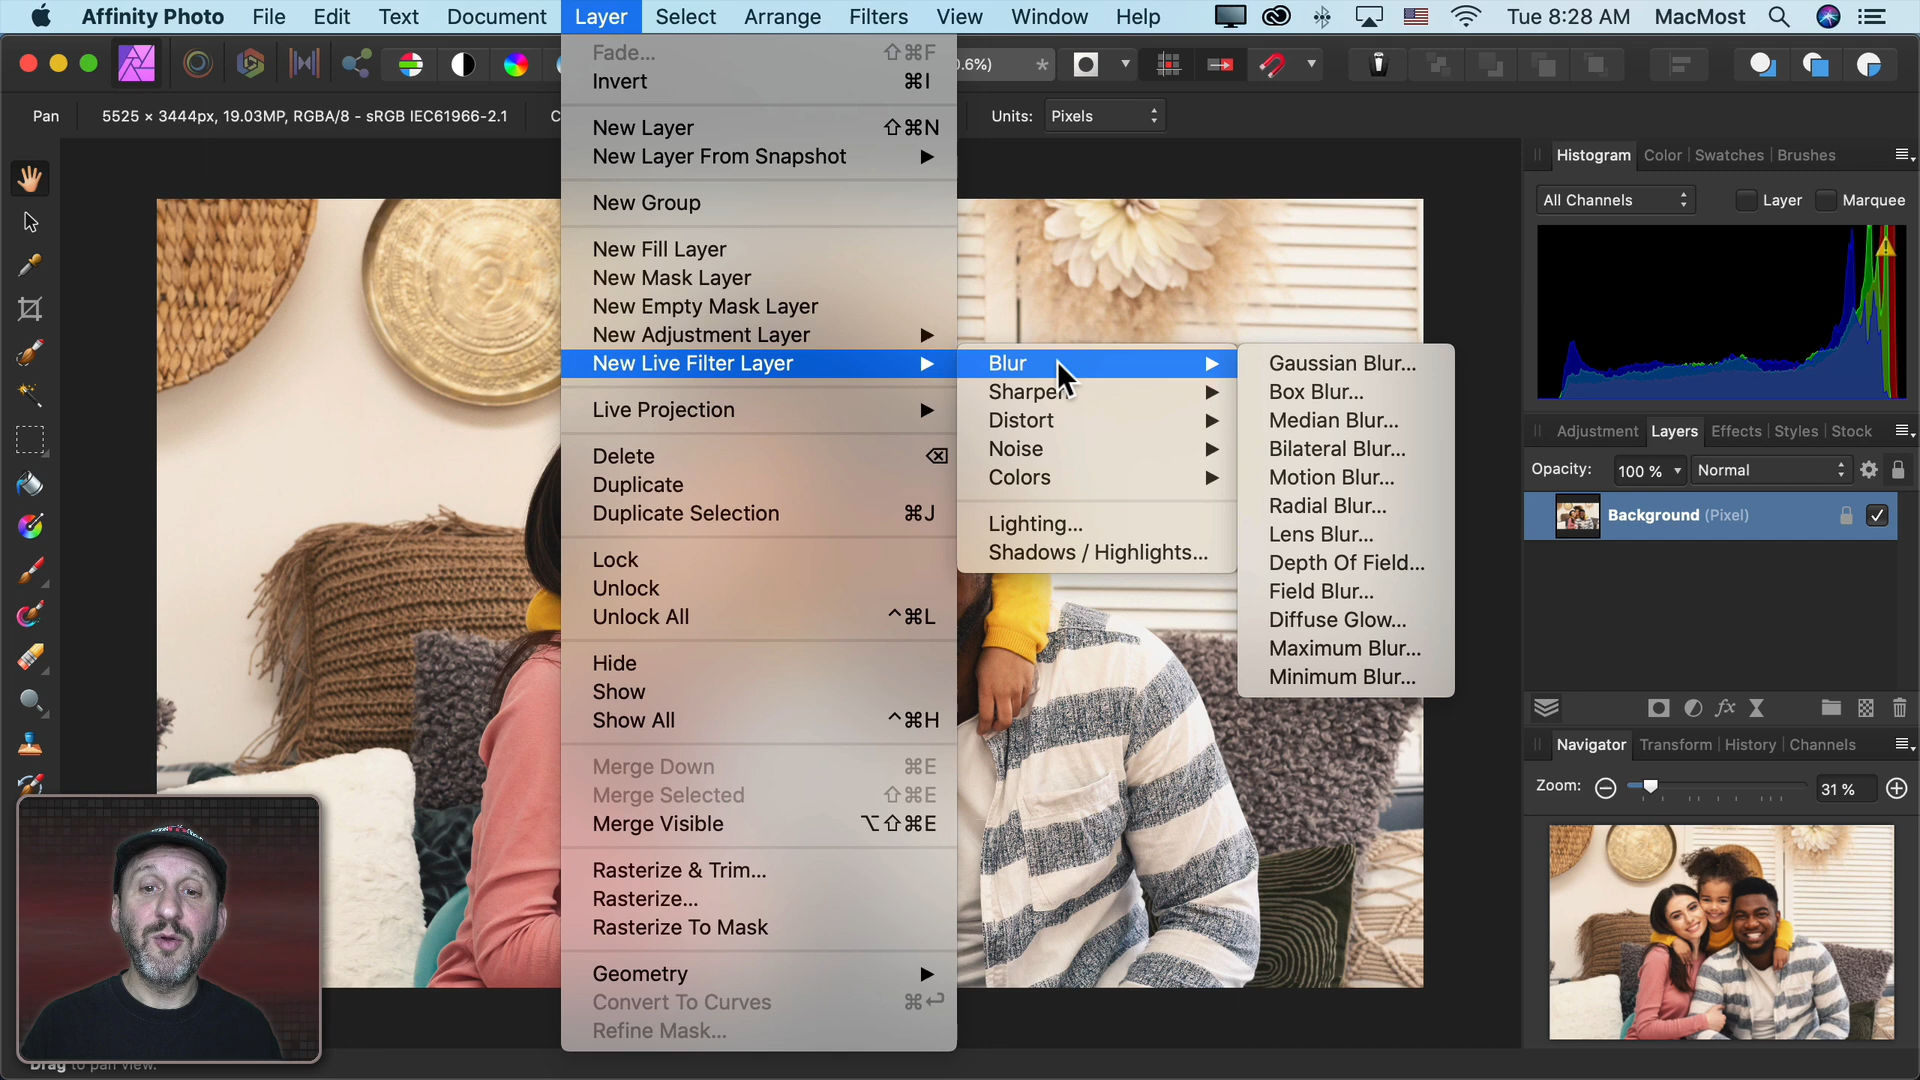 Affinity Photo File Edit Text Document Layer Select Arrange Filters View Window Help Tue 8:28 AM MacMost
0.6%) *
Pan 5525 × 3444px, 19.03MP, RGBA/8 - sRGB IEC61966-2.1 C Units: Pixels
Fade... ⇧⌘F
Invert ⌘I
New Layer ⇧⌘N
New Layer From Snapshot
New Group
New Fill Layer
New Mask Layer
New Empty Mask Layer
New Adjustment Layer
New Live Filter Layer
Live Projection
Delete ⌫
Duplicate
Duplicate Selection ⌘J
Lock
Unlock
Unlock All ^⌘L
Hide
Show
Show All ^⌘H
Merge Down ⌘E
Merge Selected ⇧⌘E
Merge Visible ⌥⇧⌘E
Rasterize & Trim...
Rasterize...
Rasterize To Mask
Geometry
Convert To Curves ⌘↩
Refine Mask...
Blur
Sharpen
Distort
Noise
Colors
Lighting...
Shadows / Highlights...
Gaussian Blur...
Box Blur...
Median Blur...
Bilateral Blur...
Motion Blur...
Radial Blur...
Lens Blur...
Depth Of Field...
Field Blur...
Diffuse Glow...
Maximum Blur...
Minimum Blur...
Histogram Color Swatches Brushes
All Channels Layer Marquee
Adjustment Layers Effects Styles Stock
Opacity: 100 % Normal
Background (Pixel)
fx
Navigator Transform History Channels
Zoom: 31 %
Drag to pan view.